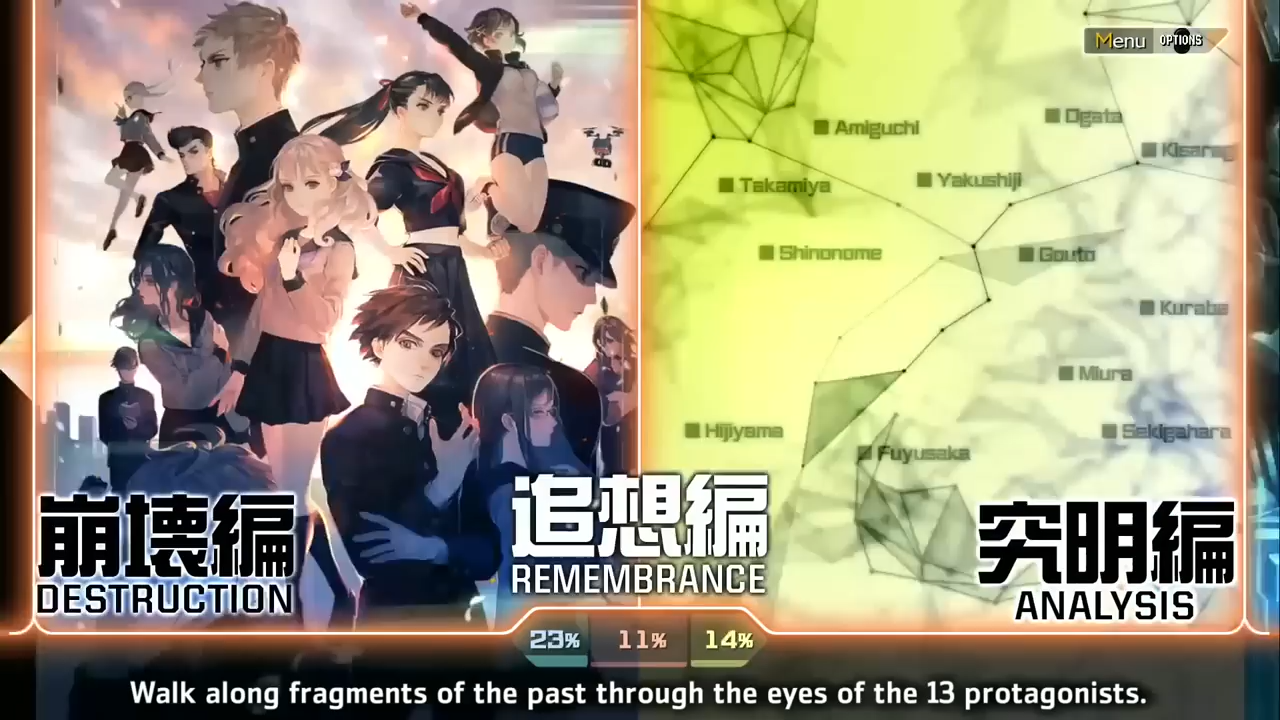 Menu OPTIONS
Amiguchi
Ogata
Kisarag
Takamiya
Yakushiji
Shinonome
Gouto
Kuraba
Miura
Hijiyama
Sekigahara
Fuyusaka
崩壊編
DESTRUCTION
追想編
REMEMBRANCE
究明編
ANALYSIS
23% 11% 14%
Walk along fragments of the past through the eyes of the 13 protagonists.